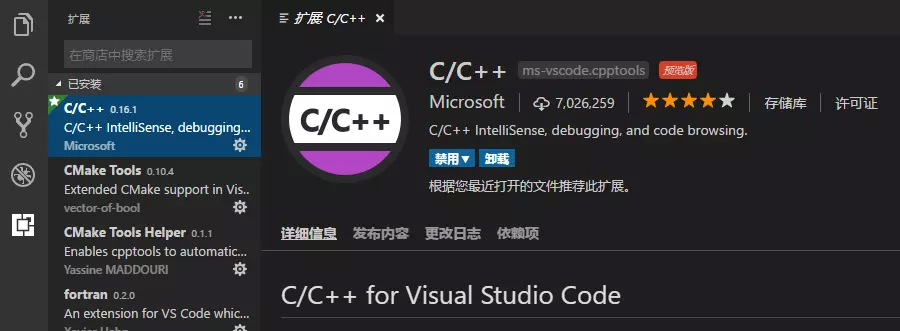 扩展
扩展 C/C++
在商店中搜索扩展
已安装 6
C/C++ 0.16.1
C/C++ IntelliSense, debugging...
Microsoft
CMake Tools 0.10.4
Extended CMake support in Vis...
vector-of-bool
CMake Tools Helper 0.1.1
Enables cpptools to automatic...
Yassine MADDOURI
fortran 0.2.0
An extension for VS Code whic...
C/C++
C/C++ ms-vscode.cpptools 预览版
Microsoft 7,026,259 存储库 许可证
C/C++ IntelliSense, debugging, and code browsing.
禁用 卸载
根据您最近打开的文件推荐此扩展。
详细信息 发布内容 更改日志 依赖项
C/C++ for Visual Studio Code